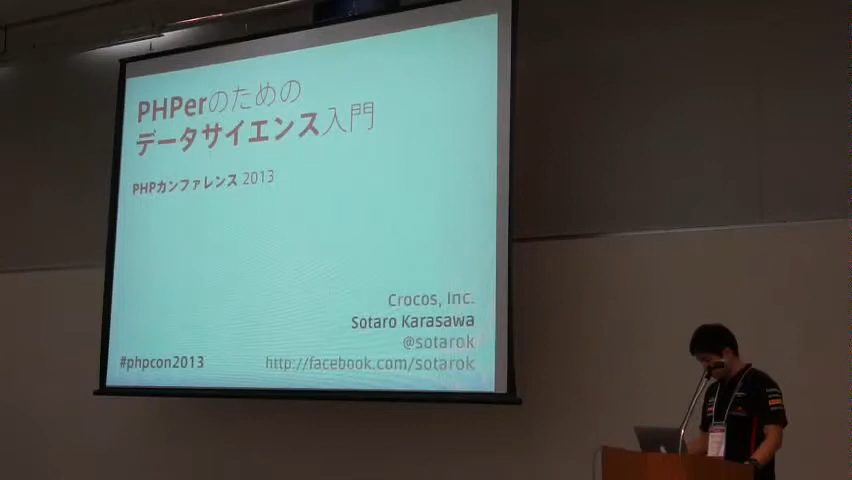 PHPerのための
データサイエンス入門
PHPカンファレンス 2013
Crocos, Inc.
Sotaro Karasawa
@sotarok
#phpcon2013 http://facebook.com/sotarok